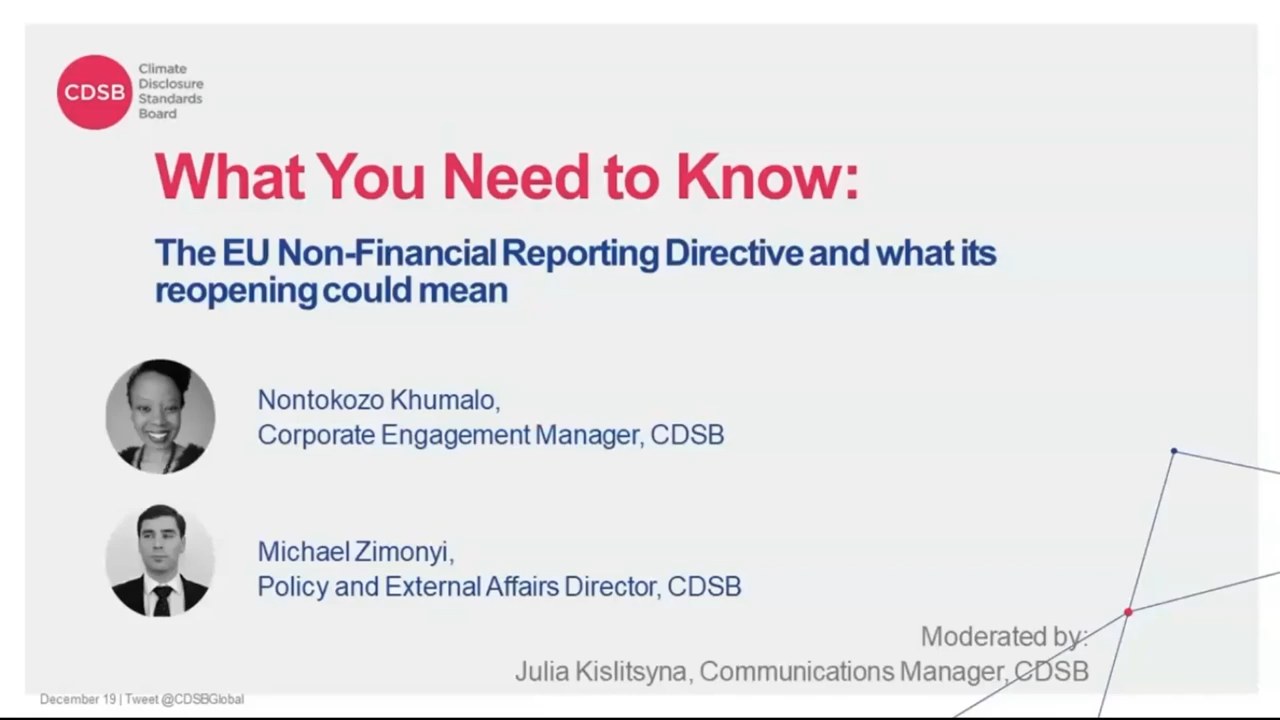 CDSB
Climate
Disclosure
Standards
Board
What You Need to Know:
The EU Non-Financial Reporting Directive and what its
reopening could mean
Nontokozo Khumalo,
Corporate Engagement Manager, CDSB
Michael Zimonyi,
Policy and External Affairs Director, CDSB
Moderated by:
Julia Kislitsyna, Communications Manager, CDSB
December 19 | Tweet @CDSBGlobal